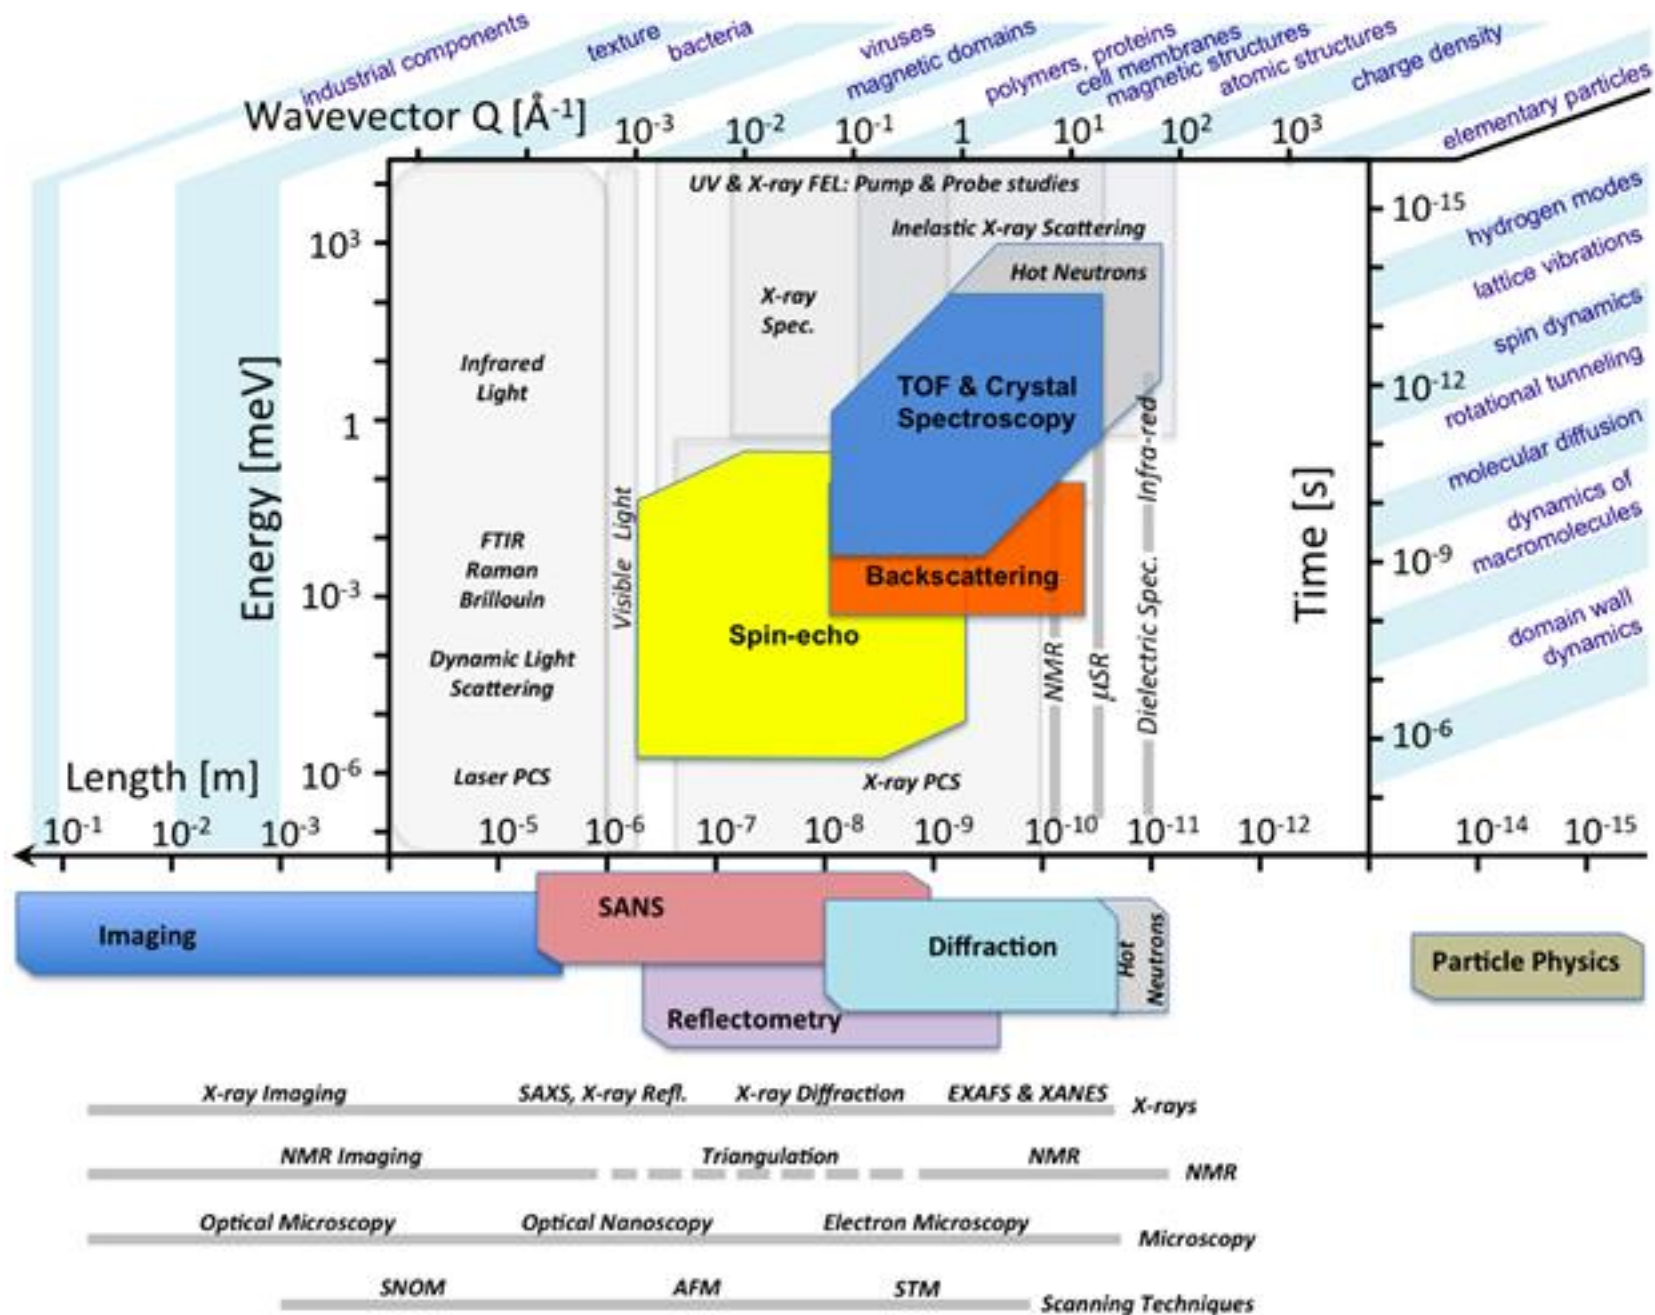 industrial components
texture
bacteria
viruses
magnetic domains
polymers, proteins
cell membranes
magnetic structures
atomic structures
charge density
elementary particles
Wavevector Q [Å-1]
10-3 10-2 10-1 1 101 102 103
UV & X-ray FEL: Pump & Probe studies
Inelastic X-ray Scattering
Hot Neutrons
X-ray
Spec.
Infrared
Light
TOF & Crystal
Spectroscopy
Energy [meV]
103
1
10-3
10-6
FTIR
Raman
Brillouin
Visible Light
Backscattering
Spin-echo
Dynamic Light
Scattering
Laser PCS
X-ray PCS
NMR
μSR
Dielectric Spec. Infra-red
Time [s]
10-15
10-12
10-9
10-6
hydrogen modes
lattice vibrations
spin dynamics
rotational tunneling
molecular diffusion
dynamics of
macromolecules
domain wall
dynamics
Length [m]
10-1 10-2 10-3 10-5 10-6 10-7 10-8 10-9 10-10 10-11 10-12 10-14 10-15
Imaging
SANS
Diffraction
Hot
Neutrons
Particle Physics
Reflectometry
X-ray Imaging SAXS, X-ray Refl. X-ray Diffraction EXAFS & XANES X-rays
NMR Imaging Triangulation NMR NMR
Optical Microscopy Optical Nanoscopy Electron Microscopy Microscopy
SNOM AFM STM Scanning Techniques